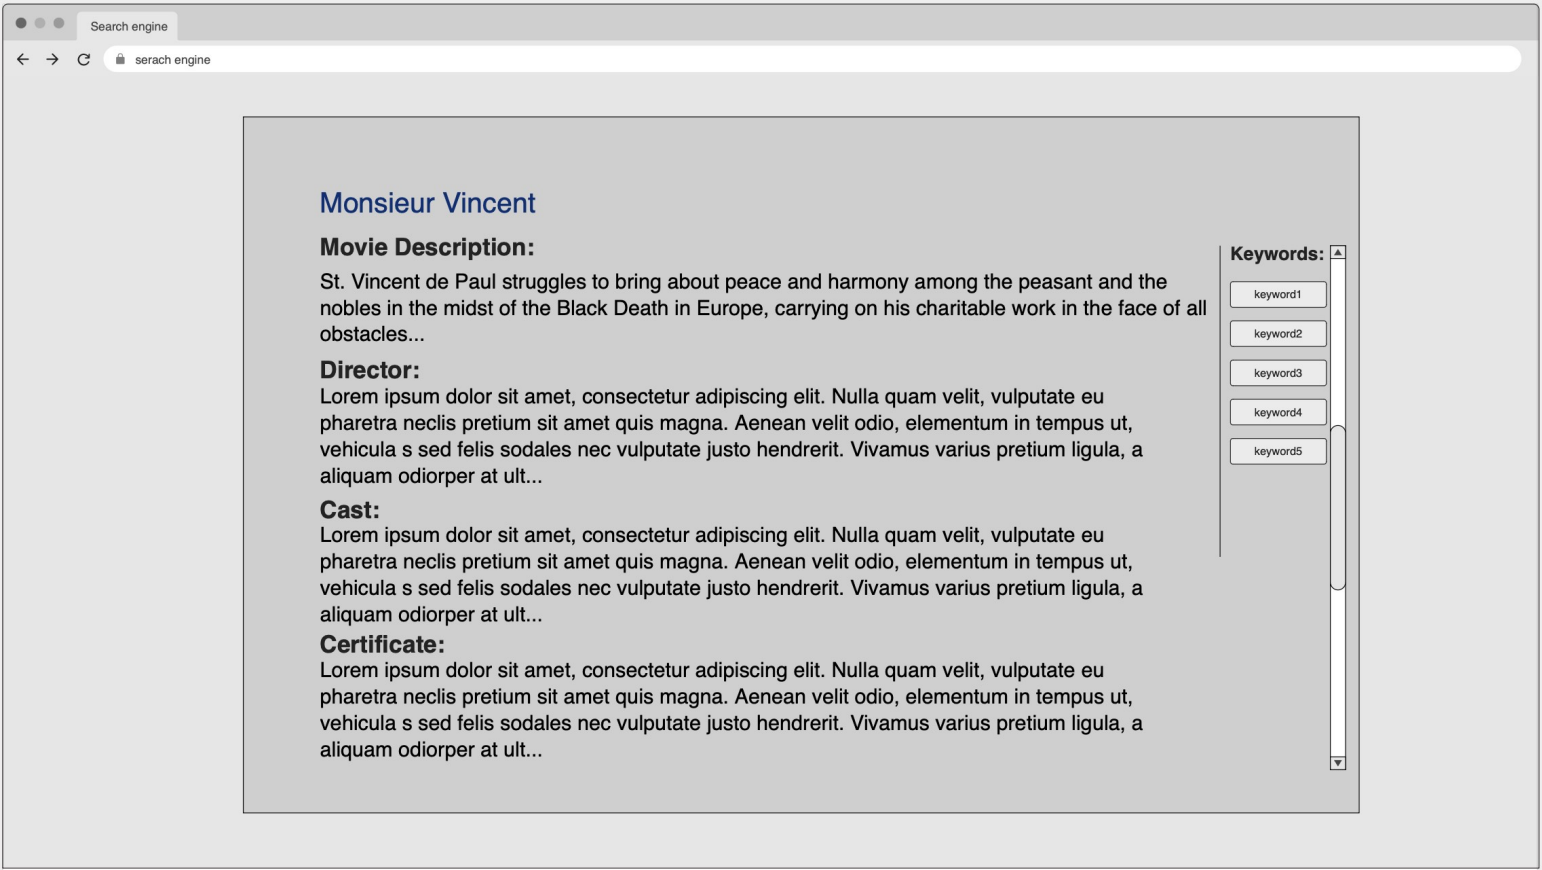 Search engine
serach engine
Monsieur Vincent
Movie Description:
St. Vincent de Paul struggles to bring about peace and harmony among the peasant and the
nobles in the midst of the Black Death in Europe, carrying on his charitable work in the face of all
obstacles...
Director:
Lorem ipsum dolor sit amet, consectetur adipiscing elit. Nulla quam velit, vulputate eu
pharetra neclis pretium sit amet quis magna. Aenean velit odio, elementum in tempus ut,
vehicula s sed felis sodales nec vulputate justo hendrerit. Vivamus varius pretium ligula, a
aliquam odiorper at ult...
Cast:
Lorem ipsum dolor sit amet, consectetur adipiscing elit. Nulla quam velit, vulputate eu
pharetra neclis pretium sit amet quis magna. Aenean velit odio, elementum in tempus ut,
vehicula s sed felis sodales nec vulputate justo hendrerit. Vivamus varius pretium ligula, a
aliquam odiorper at ult...
Certificate:
Lorem ipsum dolor sit amet, consectetur adipiscing elit. Nulla quam velit, vulputate eu
pharetra neclis pretium sit amet quis magna. Aenean velit odio, elementum in tempus ut,
vehicula s sed felis sodales nec vulputate justo hendrerit. Vivamus varius pretium ligula, a
aliquam odiorper at ult...
Keywords:
keyword1
keyword2
keyword3
keyword4
keyword5